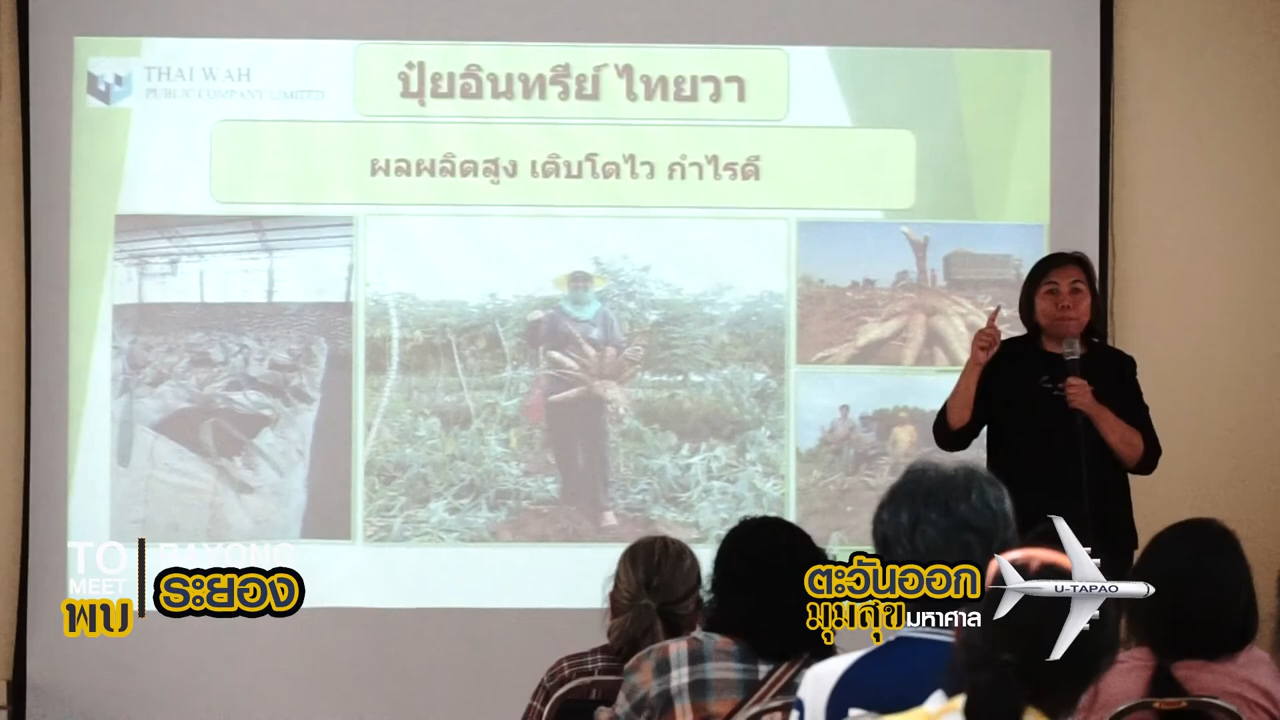 THAI WAH
PUBLIC COMPANY LIMITED
ปุ๋ยอินทรีย์ ไทยวา
ผลผลิตสูง เติบโตไว กำไรดี
TO
MEET
พบ
RAYONG
ระยอง
ตะวันออก
มุมสุขมหาศาล
U-TAPAO